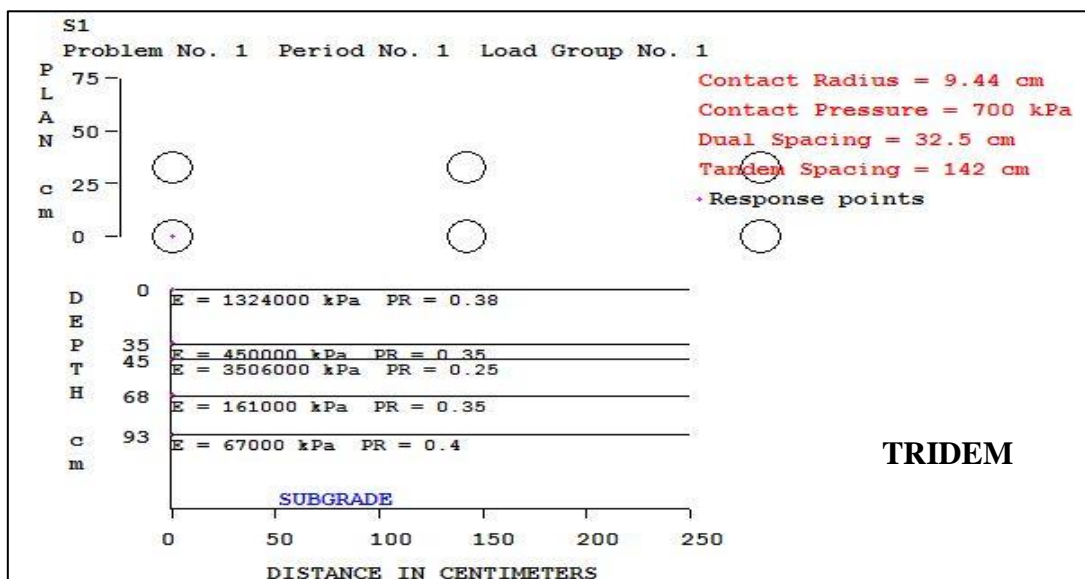 S1
Problem No. 1 Period No. 1 Load Group No. 1
PLAN cm
75
50
25
0
Contact Radius = 9.44 cm
Contact Pressure = 700 kPa
Dual Spacing = 32.5 cm
Tandem Spacing = 142 cm
Response points
DEPTH cm
0
E = 1324000 kPa PR = 0.38
35
E = 450000 kPa PR = 0.35
45
E = 3506000 kPa PR = 0.25
68
E = 161000 kPa PR = 0.35
93
E = 67000 kPa PR = 0.4
TRIDEM
SUBGRADE
0 50 100 150 200 250
DISTANCE IN CENTIMETERS